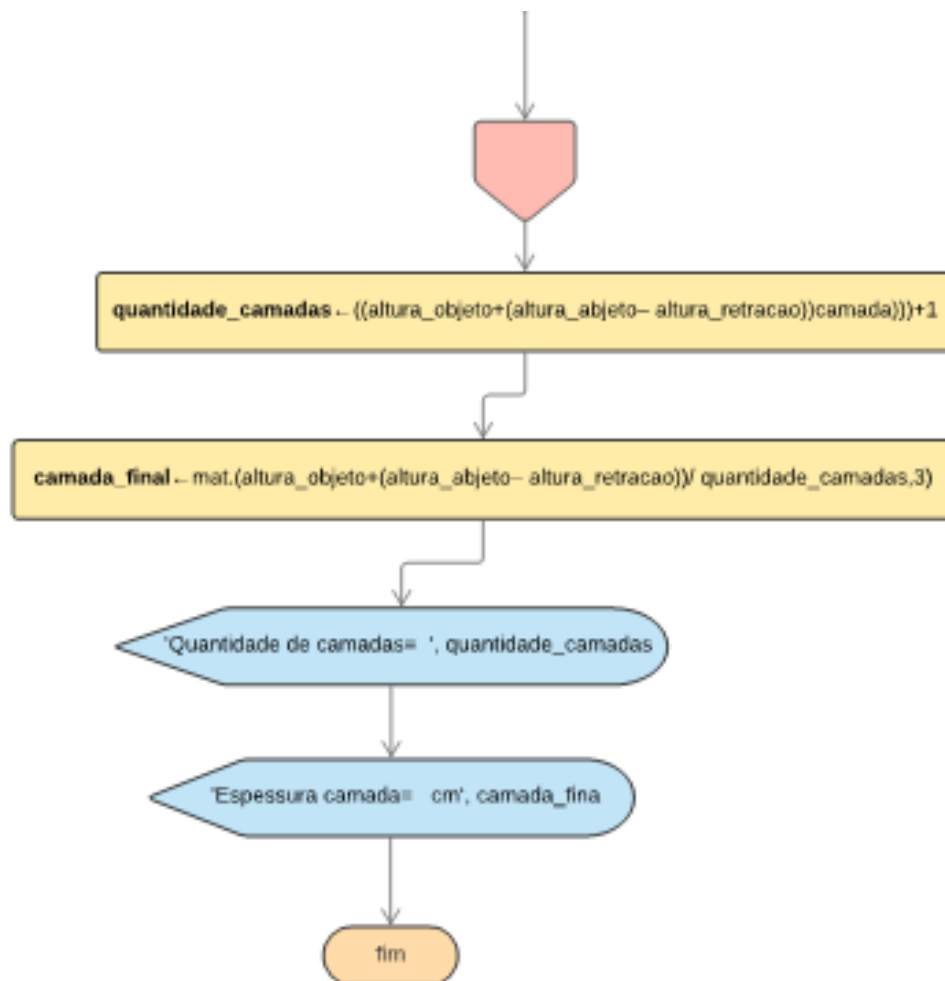 quantidade_camadas←((altura_objeto+(altura_abjeto– altura_retracao))camada)))+1
camada_final←mat.(altura_objeto+(altura_abjeto– altura_retracao))/ quantidade_camadas,3)
'Quantidade de camadas=  ', quantidade_camadas
'Espessura camada=   cm', camada_fina
fim